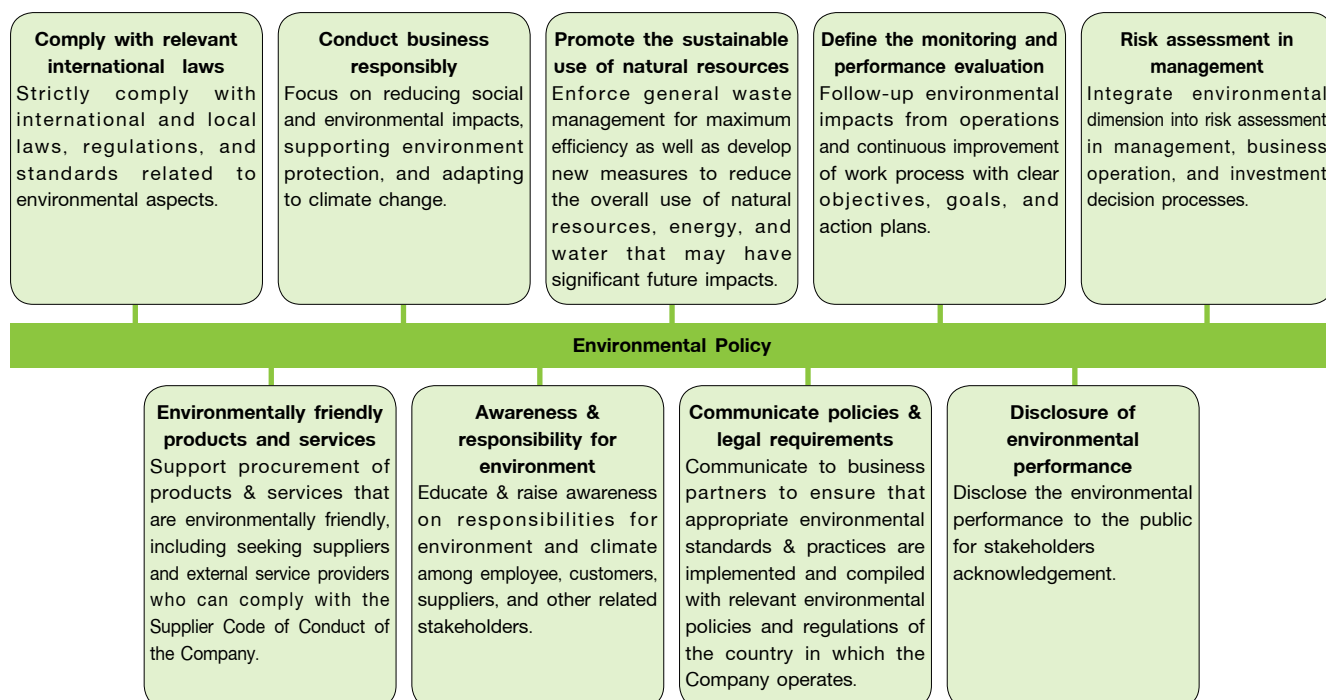 Comply with relevant
international laws
Strictly comply with
international and local
laws, regulations, and
standards related to
environmental aspects.
Conduct business
responsibly
Focus on reducing social
and environmental impacts,
supporting environment
protection, and adapting
to climate change.
Promote the sustainable
use of natural resources
Enforce general waste
management for maximum
efficiency as well as develop
new measures to reduce
the overall use of natural
resources, energy, and
water that may have
significant future impacts.
Define the monitoring and
performance evaluation
Follow-up environmental
impacts from operations
and continuous improvement
of work process with clear
objectives, goals, and
action plans.
Risk assessment in
management
Integrate environmental
dimension into risk assessment
in management, business
operation, and investment
decision processes.
Environmental Policy
Environmentally friendly
products and services
Support procurement of
products & services that
are environmentally friendly,
including seeking suppliers
and external service providers
who can comply with the
Supplier Code of Conduct of
the Company.
Awareness &
responsibility for
environment
Educate & raise awareness
on responsibilities for
environment and climate
among employee, customers,
suppliers, and other related
stakeholders.
Communicate policies &
legal requirements
Communicate to business
partners to ensure that
appropriate environmental
standards & practices are
implemented and compiled
with relevant environmental
policies and regulations of
the country in which the
Company operates.
Disclosure of
environmental
performance
Disclose the environmental
performance to the public
for stakeholders
acknowledgement.